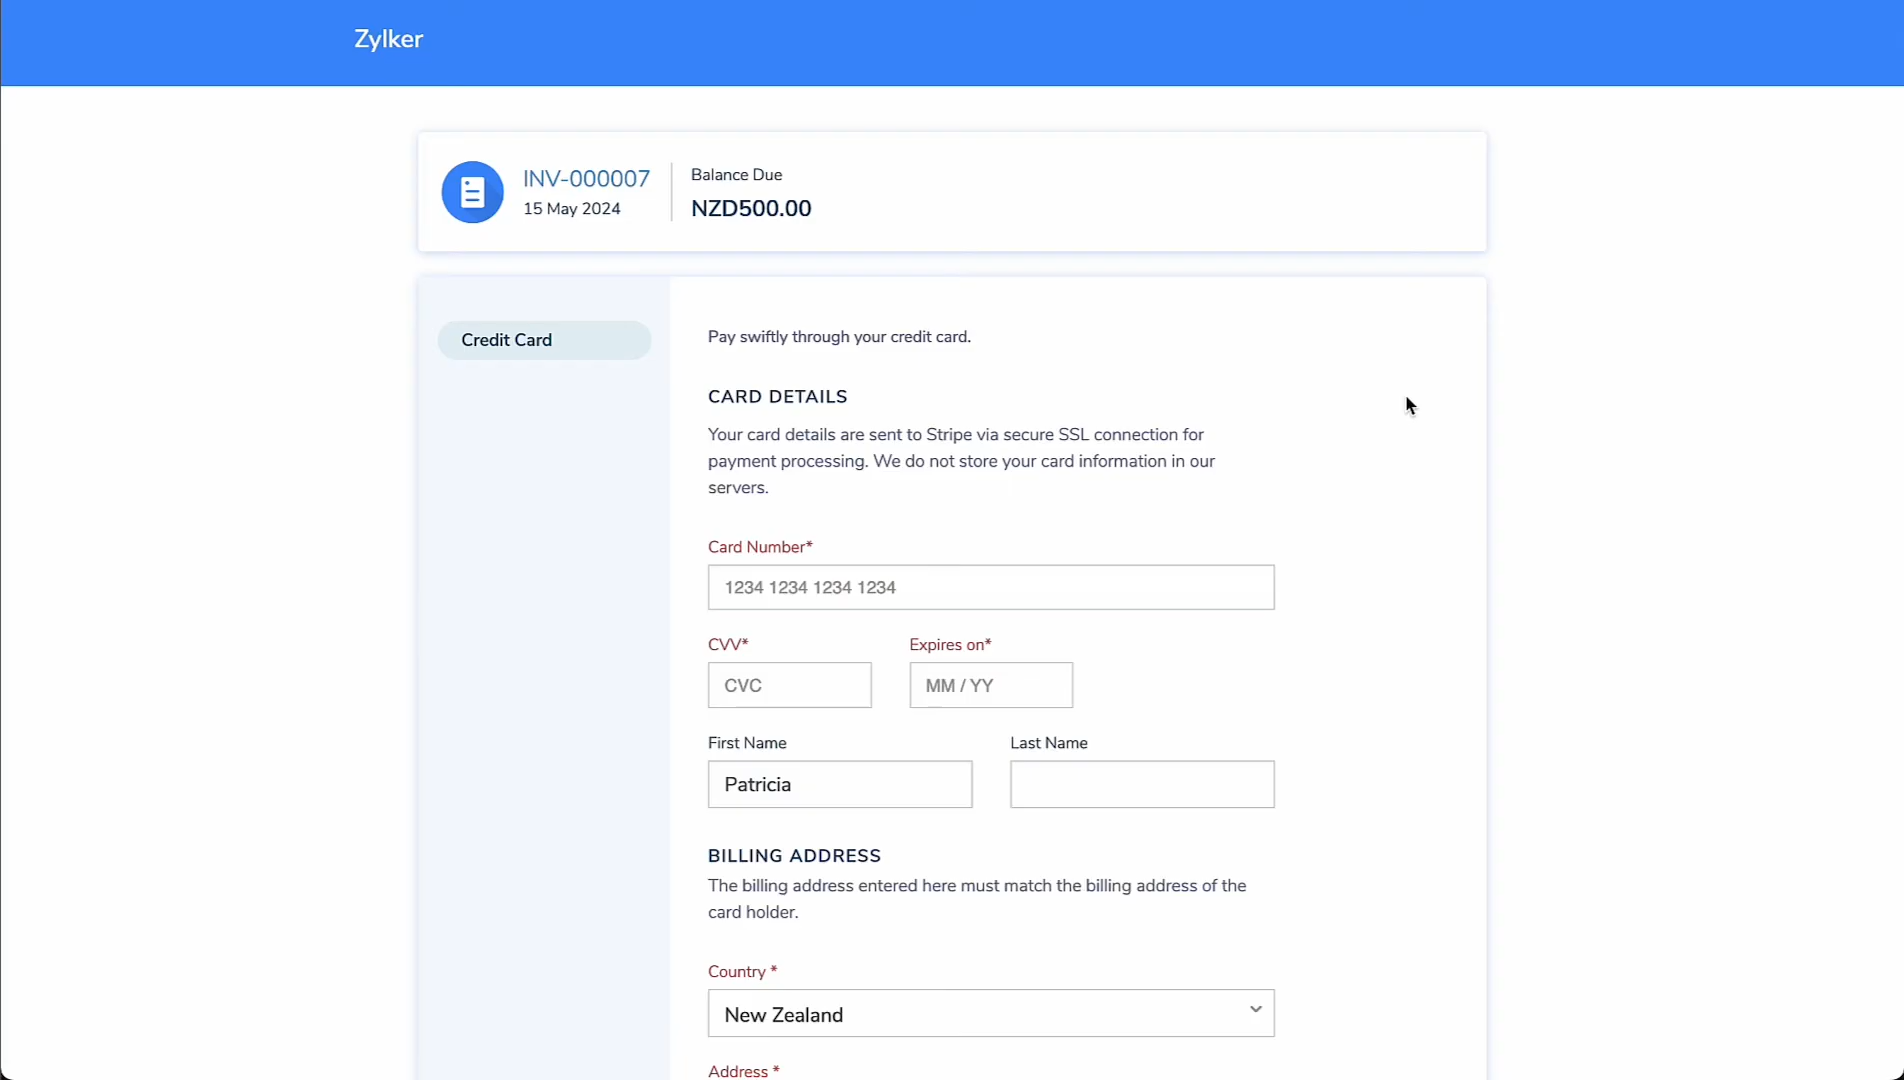 Zylker
INV-000007
15 May 2024
Balance Due
NZD500.00
Credit Card
Pay swiftly through your credit card.
CARD DETAILS
Your card details are sent to Stripe via secure SSL connection for
payment processing. We do not store your card information in our
servers.
Card Number*
1234 1234 1234 1234
CVV* Expires on*
CVC MM / YY
First Name Last Name
Patricia
BILLING ADDRESS
The billing address entered here must match the billing address of the
card holder.
Country *
New Zealand
Address *